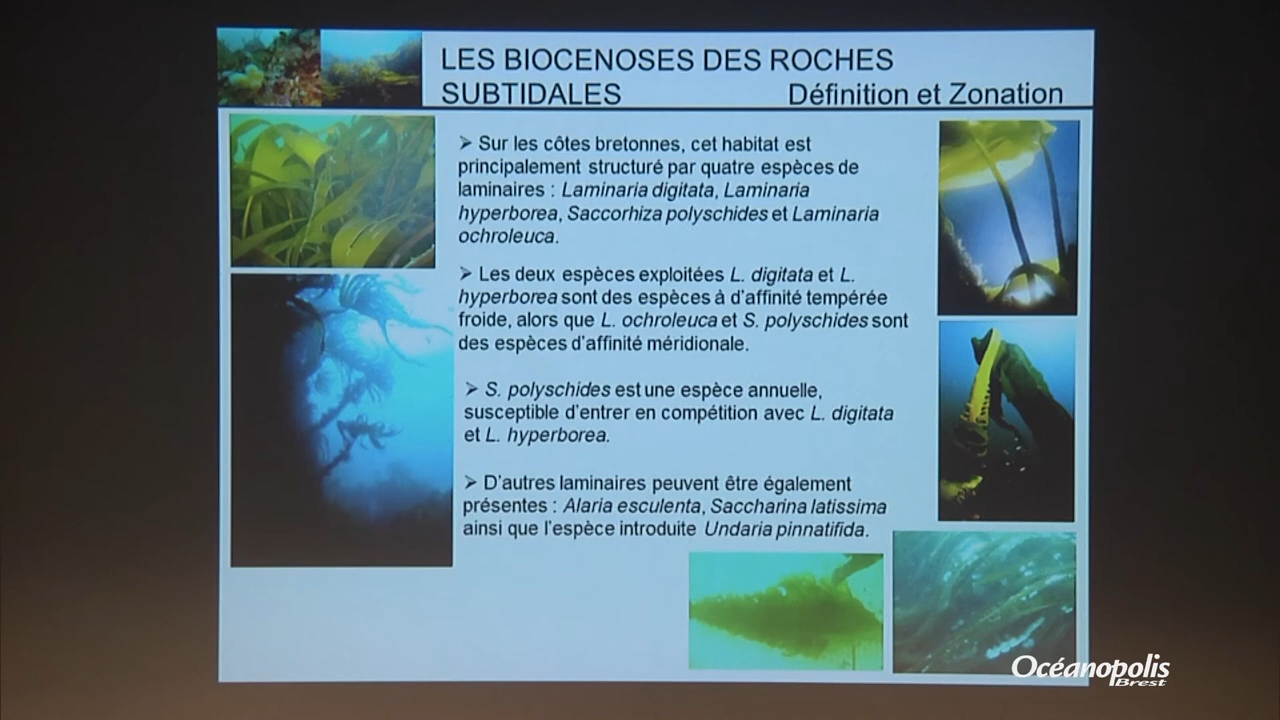 LES BIOCENOSES DES ROCHES
SUBTIDALES Définition et Zonation
➢ Sur les côtes bretonnes, cet habitat est
principalement structuré par quatre espèces de
laminaires : Laminaria digitata, Laminaria
hyperborea, Saccorhiza polyschides et Laminaria
ochroleuca.
➢ Les deux espèces exploitées L. digitata et L.
hyperborea sont des espèces à d'affinité tempérée
froide, alors que L. ochroleuca et S. polyschides sont
des espèces d'affinité méridionale.
➢ S. polyschides est une espèce annuelle,
susceptible d'entrer en compétition avec L. digitata
et L. hyperborea.
➢ D'autres laminaires peuvent être également
présentes : Alaria esculenta, Saccharina latissima
ainsi que l'espèce introduite Undaria pinnatifida.
Océanopolis
Brest